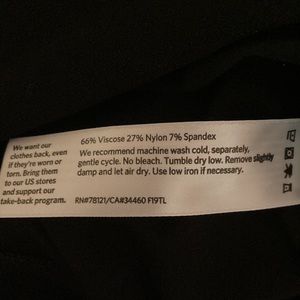 We want our
clothes back, even
if they're worn or
torn. Bring them
to our US stores
and support our
take-back program.
66% Viscose 27% Nylon 7% Spandex
We recommend machine wash cold, separately,
gentle cycle. No bleach. Tumble dry low. Remove slightly
damp and let air dry. Use low iron if necessary.
RN#78121/CA#34460 F19TL